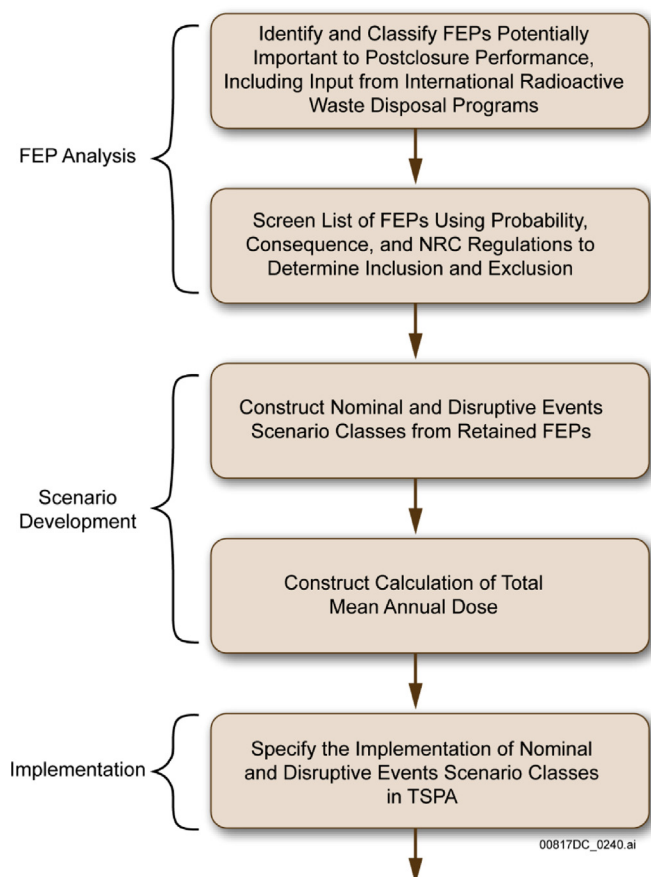 Identify and Classify FEPs Potentially
Important to Postclosure Performance,
Including Input from International Radioactive
Waste Disposal Programs
FEP Analysis
Screen List of FEPs Using Probability,
Consequence, and NRC Regulations to
Determine Inclusion and Exclusion
Construct Nominal and Disruptive Events
Scenario Classes from Retained FEPs
Scenario
Development
Construct Calculation of Total
Mean Annual Dose
Implementation
Specify the Implementation of Nominal
and Disruptive Events Scenario Classes
in TSPA
00817DC_0240.ai